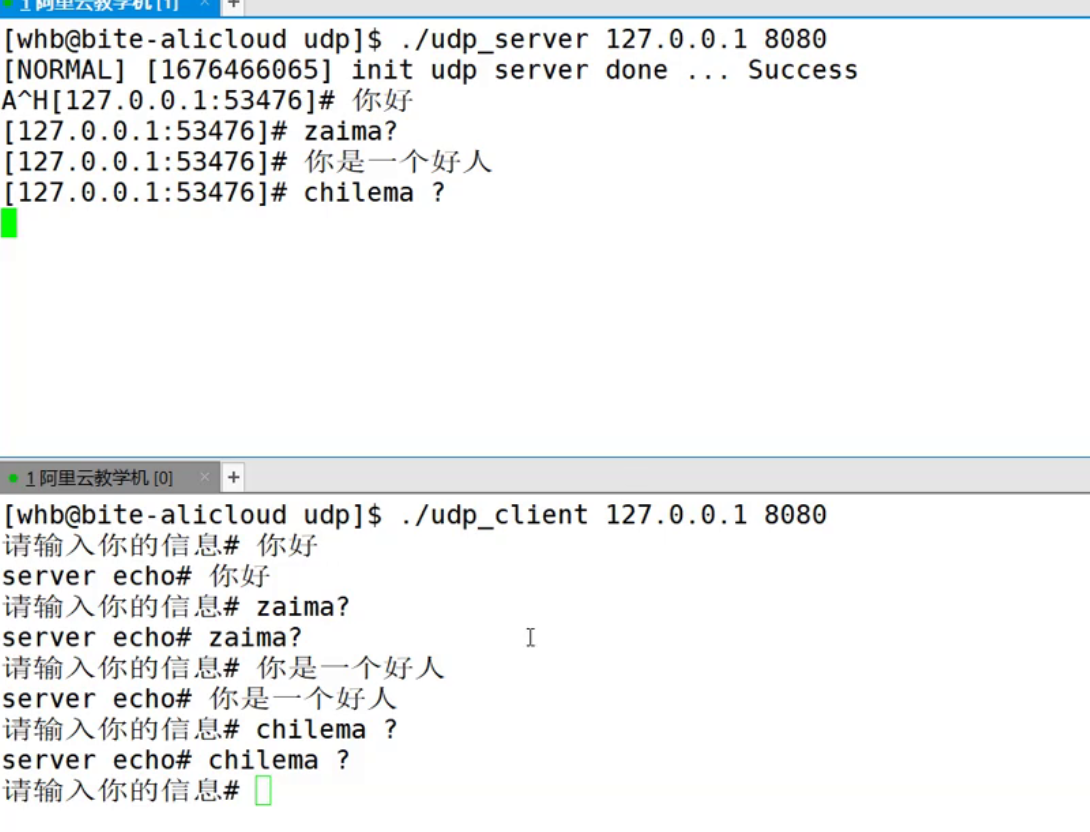 1 阿里云教学机 [1] × +
[whb@bite-alicloud udp]$ ./udp_server 127.0.0.1 8080
[NORMAL] [1676466065] init udp server done ... Success
A^H[127.0.0.1:53476]# 你好
[127.0.0.1:53476]# zaima?
[127.0.0.1:53476]# 你是一个好人
[127.0.0.1:53476]# chilema ?
1 阿里云教学机 [0] × +
[whb@bite-alicloud udp]$ ./udp_client 127.0.0.1 8080
请输入你的信息# 你好
server echo# 你好
请输入你的信息# zaima?
server echo# zaima?
请输入你的信息# 你是一个好人
server echo# 你是一个好人
请输入你的信息# chilema ?
server echo# chilema ?
请输入你的信息#